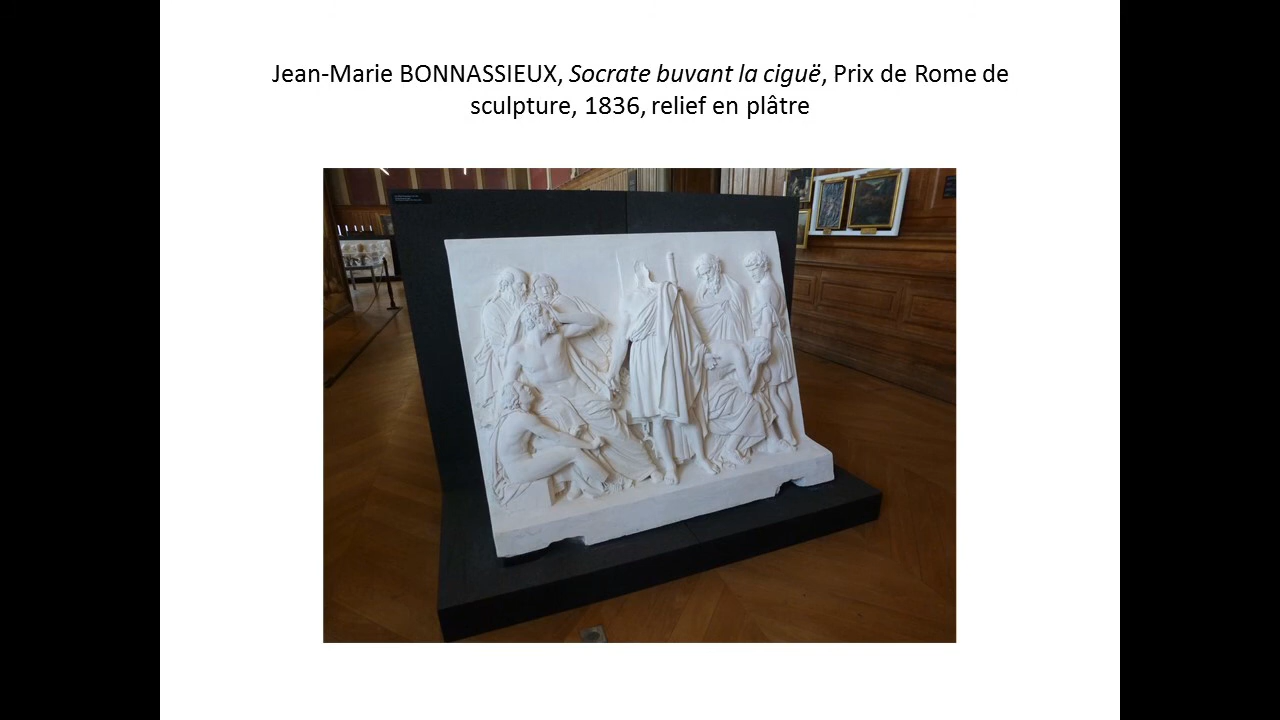 Jean-Marie BONNASSIEUX, Socrate buvant la ciguë, Prix de Rome de
sculpture, 1836, relief en plâtre